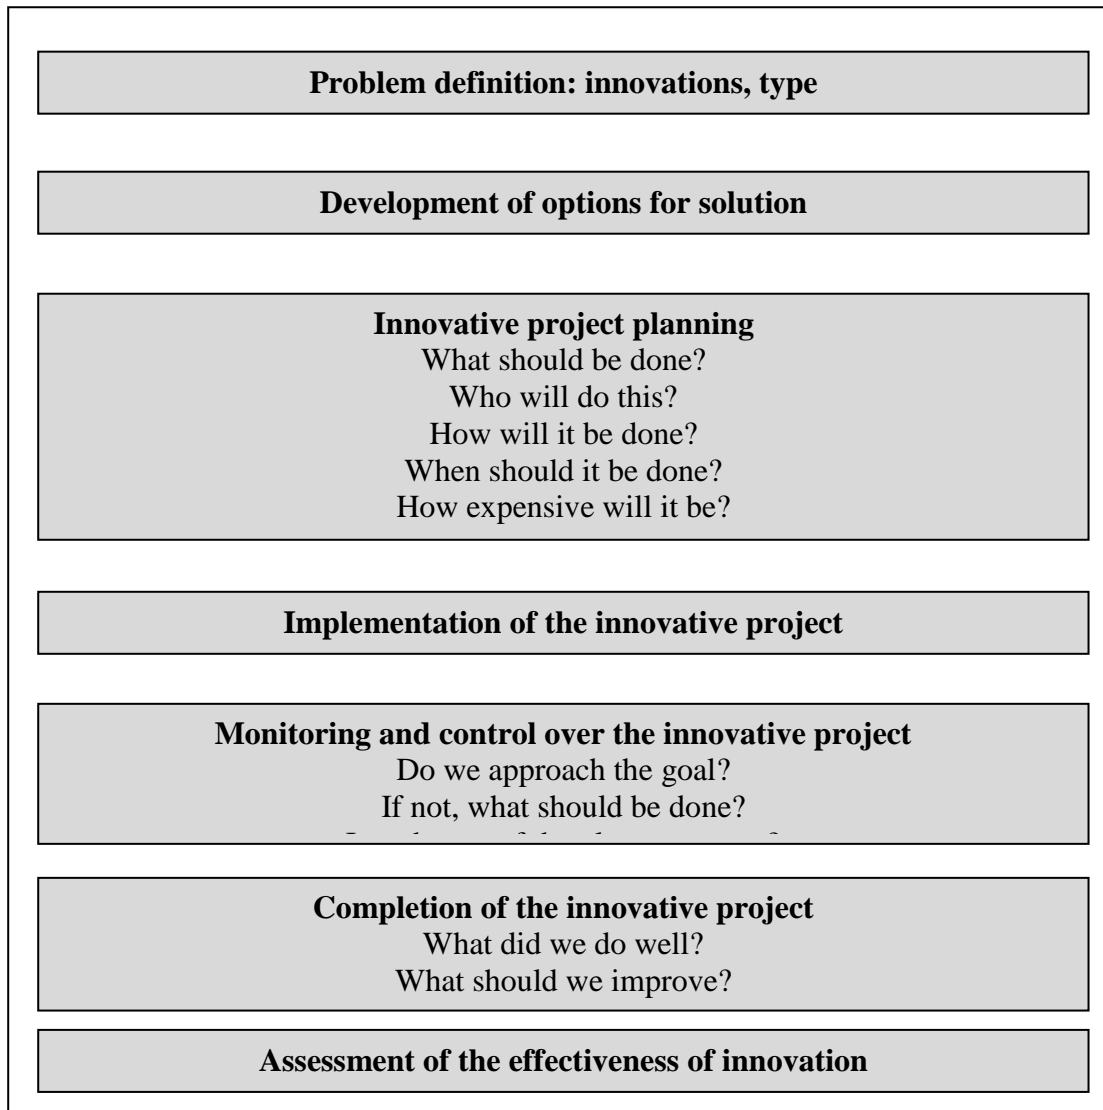 Problem definition: innovations, type
Development of options for solution
Innovative project planning
What should be done?
Who will do this?
How will it be done?
When should it be done?
How expensive will it be?
Implementation of the innovative project
Monitoring and control over the innovative project
Do we approach the goal?
If not, what should be done?
Completion of the innovative project
What did we do well?
What should we improve?
Assessment of the effectiveness of innovation